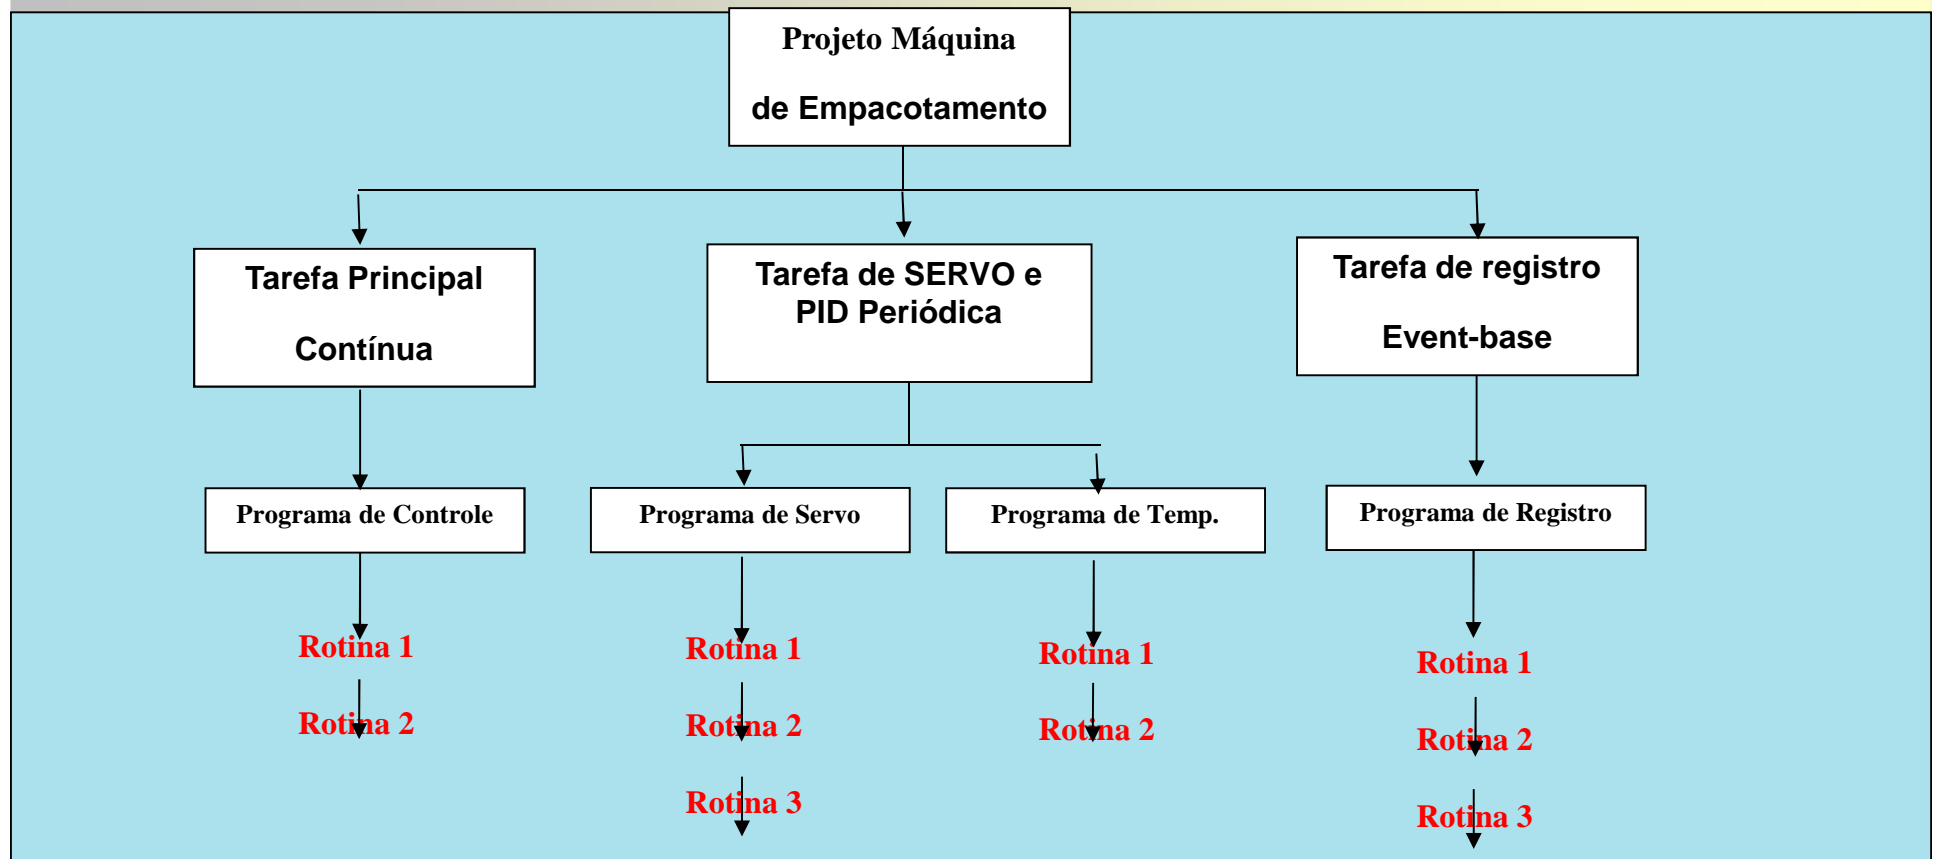 Projeto Máquina
de Empacotamento
Tarefa Principal
Contínua
Tarefa de SERVO e
PID Periódica
Tarefa de registro
Event-base
Programa de Controle
Programa de Servo
Programa de Temp.
Programa de Registro
Rotina 1
Rotina 2
Rotina 1
Rotina 2
Rotina 3
Rotina 1
Rotina 2
Rotina 1
Rotina 2
Rotina 3